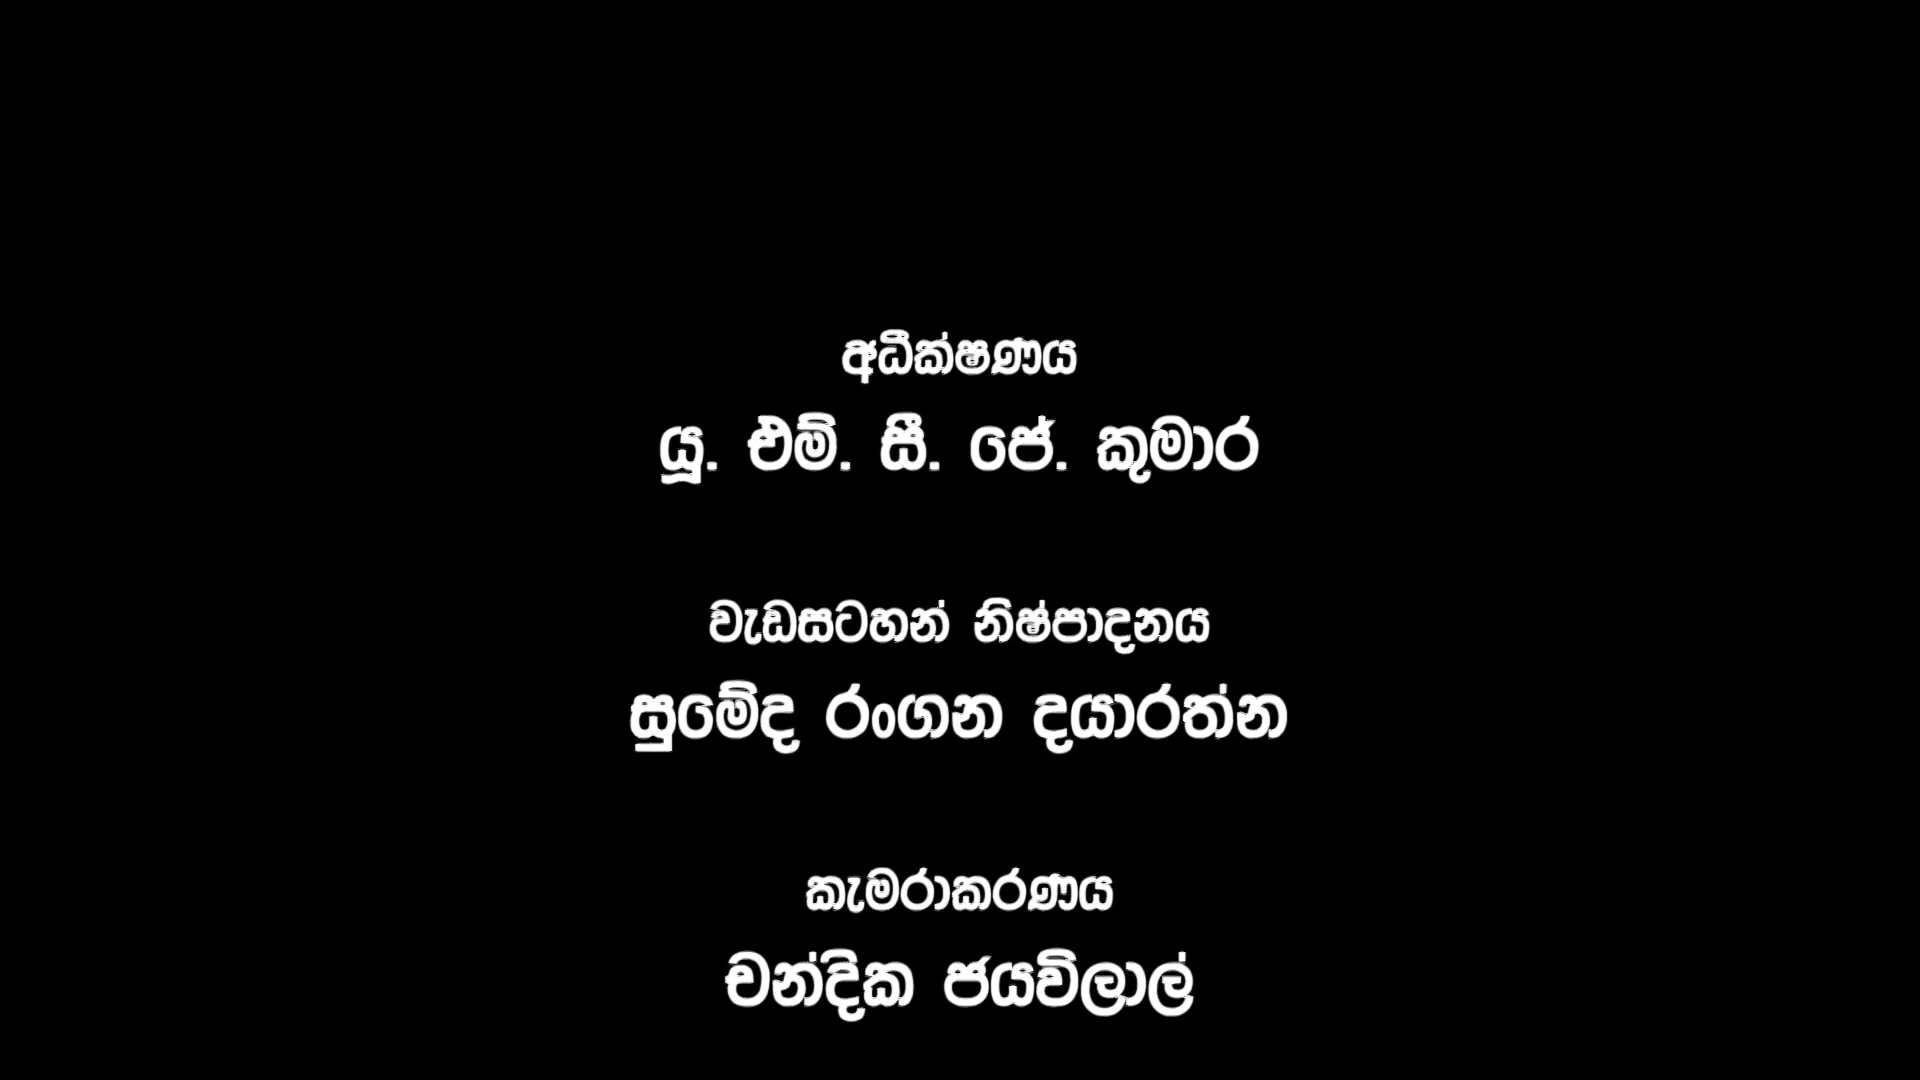 අධීක්ෂණය
යූ. එම්. සී. ජේ. කුමාර
වැඩසටහන් නිෂ්පාදනය
සුමේද රංගන දයාරත්න
කැමරාකරණය
චන්දික ජයවිලාල්